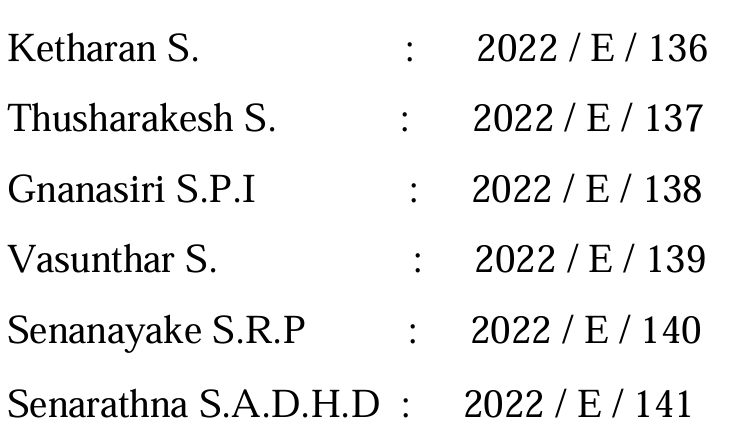 Ketharan S. : 2022 / E / 136
Thusharakesh S. : 2022 / E / 137
Gnanasiri S.P.I : 2022 / E / 138
Vasunthar S. : 2022 / E / 139
Senanayake S.R.P : 2022 / E / 140
Senarathna S.A.D.H.D : 2022 / E / 141